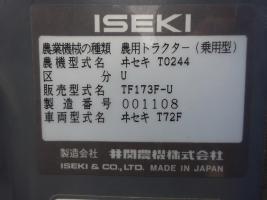 ISEKI
農業機械の種類 農用トラクター（乗用型）
農機型式名 ヰセキ T0244
区分 U
販売型式名 TF173F-U
製造番号 001108
車両型式名 ヰセキ T72F
製造会社 井関農機株式会社
ISEKI & CO., LTD. MADE IN JAPAN